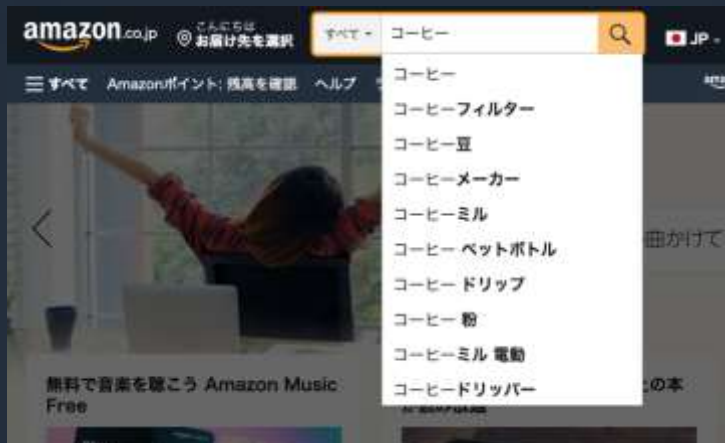 amazon.co.jp
こんにちは
お届け先を選択
すべて
コーヒー
JP
すべて
Amazonポイント: 残高を確認
ヘルプ
コーヒー
コーヒーフィルター
コーヒー豆
コーヒーメーカー
コーヒーミル
コーヒー ペットボトル
コーヒー ドリップ
コーヒー 粉
コーヒーミル 電動
コーヒードリッパー
曲かけて
無料で音楽を聴こう Amazon Music
Free
の本